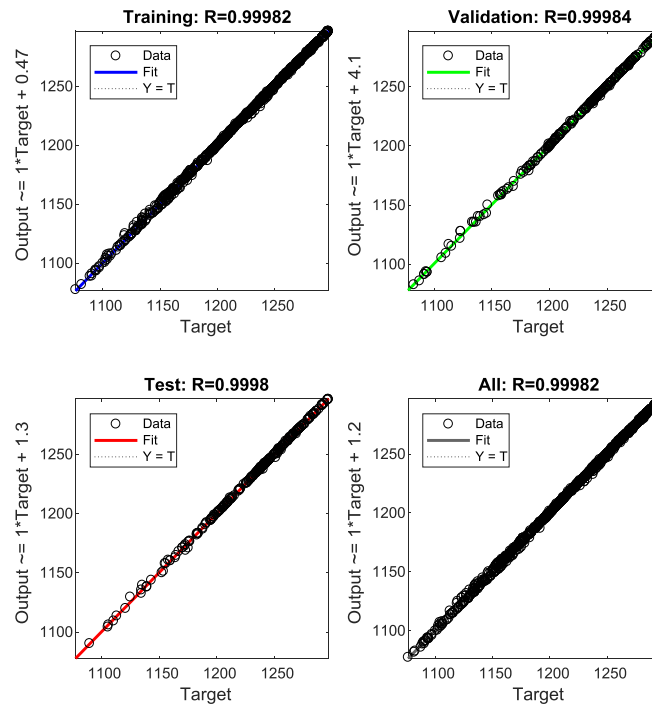 Training: R=0.99982
Output ~= 1*Target + 0.47
Data
Fit
Y = T
1250
1200
1150
1100
1100 1150 1200 1250
Target
Validation: R=0.99984
Output ~= 1*Target + 4.1
Data
Fit
Y = T
1250
1200
1150
1100
1100 1150 1200 1250
Target
Test: R=0.9998
Output ~= 1*Target + 1.3
Data
Fit
Y = T
1250
1200
1150
1100
1100 1150 1200 1250
Target
All: R=0.99982
Output ~= 1*Target + 1.2
Data
Fit
Y = T
1250
1200
1150
1100
1100 1150 1200 1250
Target